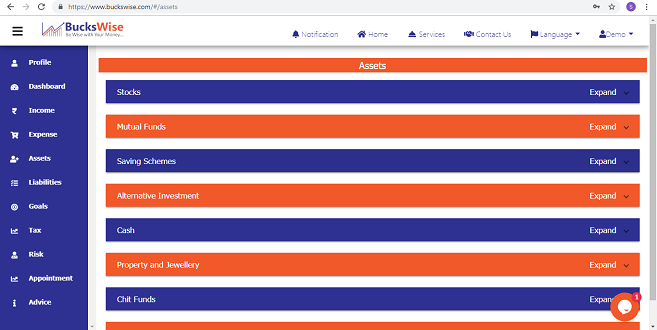 https://www.buckswise.com/#/assets
S
BucksWise
Be Wise with Your Money...
Notification
Home
Services
Contact Us
Language
Demo
Profile
Dashboard
Income
Expense
Assets
Liabilities
Goals
Tax
Risk
Appointment
Advice
Assets
Stocks Expand
Mutual Funds Expand
Saving Schemes Expand
Alternative Investment Expand
Cash Expand
Property and Jewellery Expand
Chit Funds Expan
1